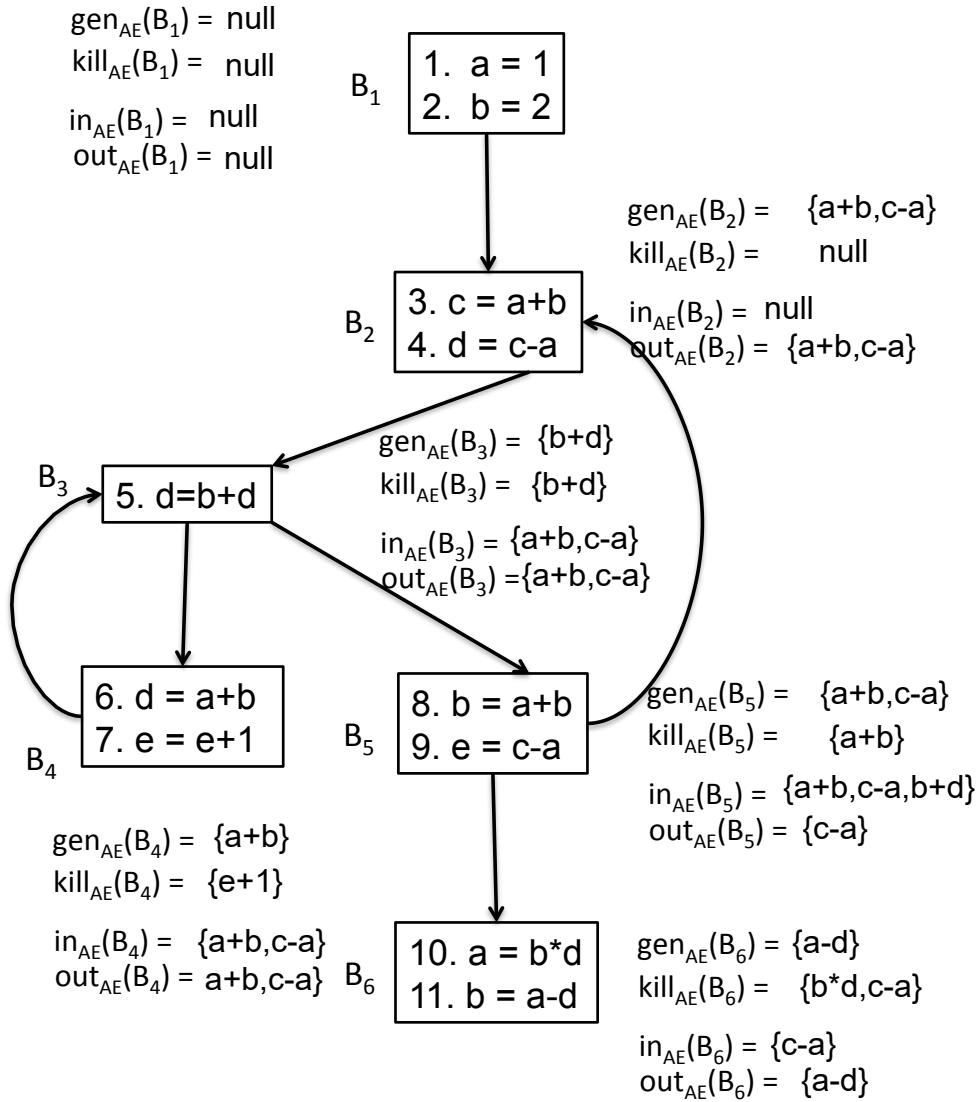 gen_AE(B_1) = null
kill_AE(B_1) = null
in_AE(B_1) = null
out_AE(B_1) = null
B_1
1. a = 1
2. b = 2
gen_AE(B_2) = {a+b,c-a}
kill_AE(B_2) = null
in_AE(B_2) = null
out_AE(B_2) = {a+b,c-a}
B_2
3. c = a+b
4. d = c-a
gen_AE(B_3) = {b+d}
kill_AE(B_3) = {b+d}
in_AE(B_3) = {a+b,c-a}
out_AE(B_3) ={a+b,c-a}
B_3
5. d=b+d
6. d = a+b
7. e = e+1
B_4
8. b = a+b
9. e = c-a
B_5
gen_AE(B_5) = {a+b,c-a}
kill_AE(B_5) = {a+b}
in_AE(B_5) = {a+b,c-a,b+d}
out_AE(B_5) = {c-a}
gen_AE(B_4) = {a+b}
kill_AE(B_4) = {e+1}
in_AE(B_4) = {a+b,c-a}
out_AE(B_4) = a+b,c-a}
B_6
10. a = b*d
11. b = a-d
gen_AE(B_6) = {a-d}
kill_AE(B_6) = {b*d,c-a}
in_AE(B_6) = {c-a}
out_AE(B_6) = {a-d}